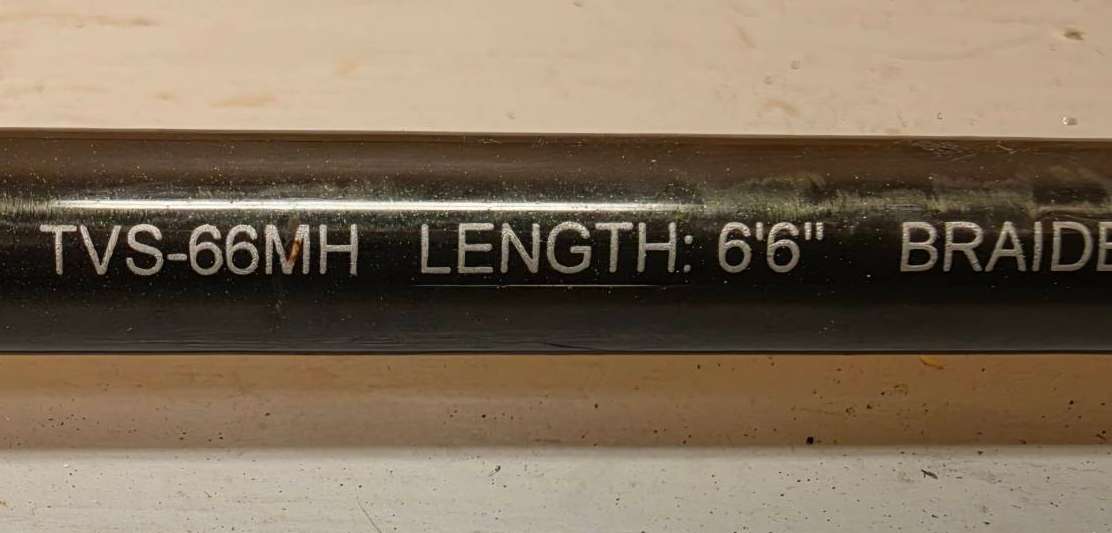 TVS-66MH LENGTH: 6'6" BRAIDE